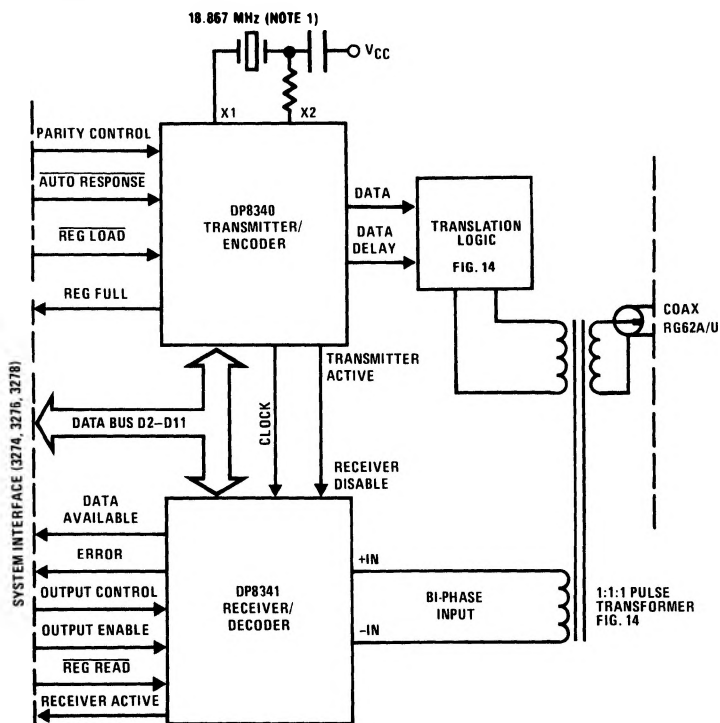 18.867 MHz (NOTE 1)
VCC
X1
X2
PARITY CONTROL
AUTO RESPONSE
REG LOAD
REG FULL
DP8340
TRANSMITTER/
ENCODER
DATA
DATA
DELAY
TRANSLATION
LOGIC
FIG. 14
COAX
RG62A/U
TRANSMITTER
ACTIVE
CLOCK
DATA BUS D2–D11
RECEIVER
DISABLE
SYSTEM INTERFACE (3274, 3276, 3278)
DATA
AVAILABLE
ERROR
OUTPUT CONTROL
OUTPUT ENABLE
REG READ
RECEIVER ACTIVE
DP8341
RECEIVER/
DECODER
+IN
BI-PHASE
INPUT
–IN
1:1:1 PULSE
TRANSFORMER
FIG. 14